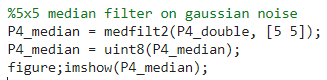 %5x5 median filter on gaussian noise
P4_median = medfilt2(P4_double, [5 5]);
P4_median = uint8(P4_median);
figure;imshow(P4_median);